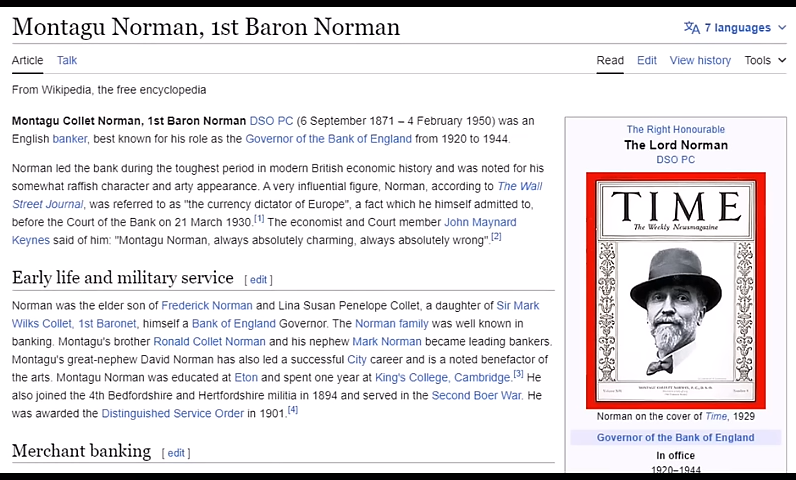 Montagu Norman, 1st Baron Norman
7 languages
Article Talk
Read Edit View history Tools
From Wikipedia, the free encyclopedia
Montagu Collet Norman, 1st Baron Norman DSO PC (6 September 1871 – 4 February 1950) was an
English banker, best known for his role as the Governor of the Bank of England from 1920 to 1944.
Norman led the bank during the toughest period in modern British economic history and was noted for his
somewhat raffish character and arty appearance. A very influential figure, Norman, according to The Wall
Street Journal, was referred to as "the currency dictator of Europe", a fact which he himself admitted to,
before the Court of the Bank on 21 March 1930.[1] The economist and Court member John Maynard
Keynes said of him: "Montagu Norman, always absolutely charming, always absolutely wrong".[2]
Early life and military service [ edit ]
Norman was the elder son of Frederick Norman and Lina Susan Penelope Collet, a daughter of Sir Mark
Wilks Collet, 1st Baronet, himself a Bank of England Governor. The Norman family was well known in
banking. Montagu's brother Ronald Collet Norman and his nephew Mark Norman became leading bankers.
Montagu's great-nephew David Norman has also led a successful City career and is a noted benefactor of
the arts. Montagu Norman was educated at Eton and spent one year at King's College, Cambridge.[3] He
also joined the 4th Bedfordshire and Hertfordshire militia in 1894 and served in the Second Boer War. He
was awarded the Distinguished Service Order in 1901.[4]
Merchant banking [ edit ]
The Right Honourable
The Lord Norman
DSO PC
TIME
The Weekly Newsmagazine
Norman on the cover of Time, 1929
Governor of the Bank of England
In office
1920–1944